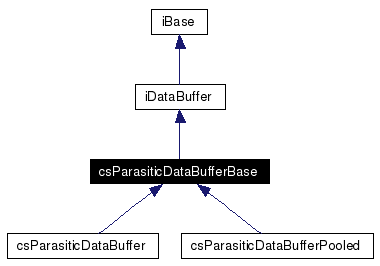 iBase
iDataBuffer
csParasiticDataBufferBase
csParasiticDataBuffer
csParasiticDataBufferPooled